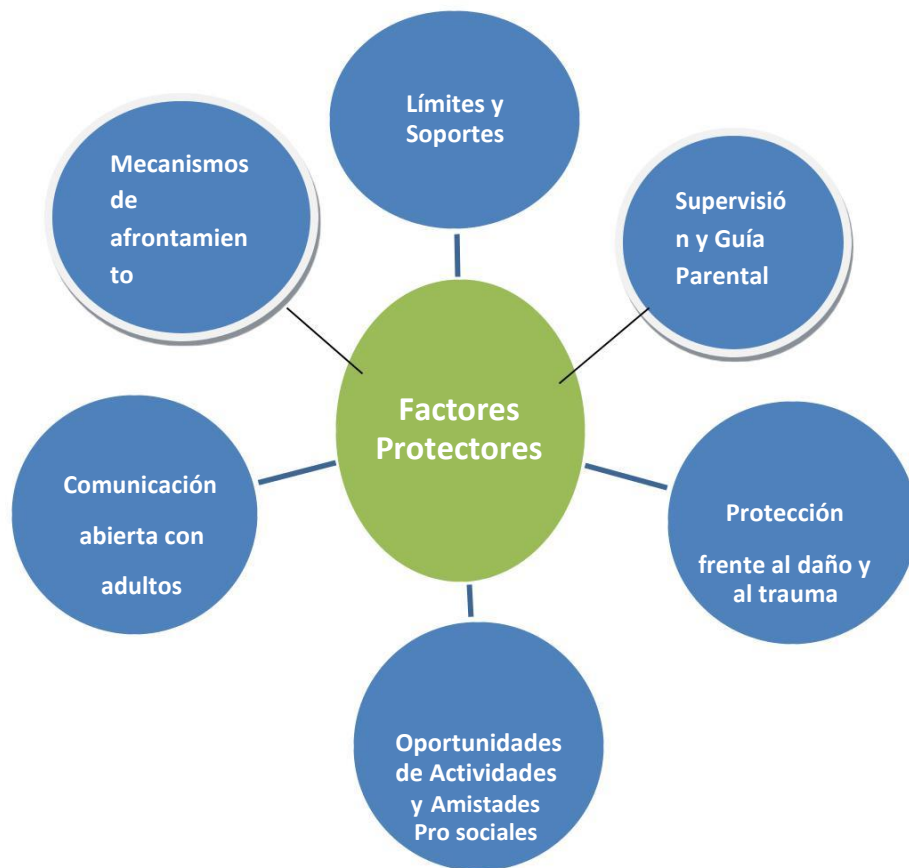 Límites y
Soportes
Mecanismos
de
afrontamien
to
Supervisió
n y Guía
Parental
Factores
Protectores
Comunicación
abierta con
adultos
Protección
frente al daño y
al trauma
Oportunidades
de Actividades
y Amistades
Pro sociales